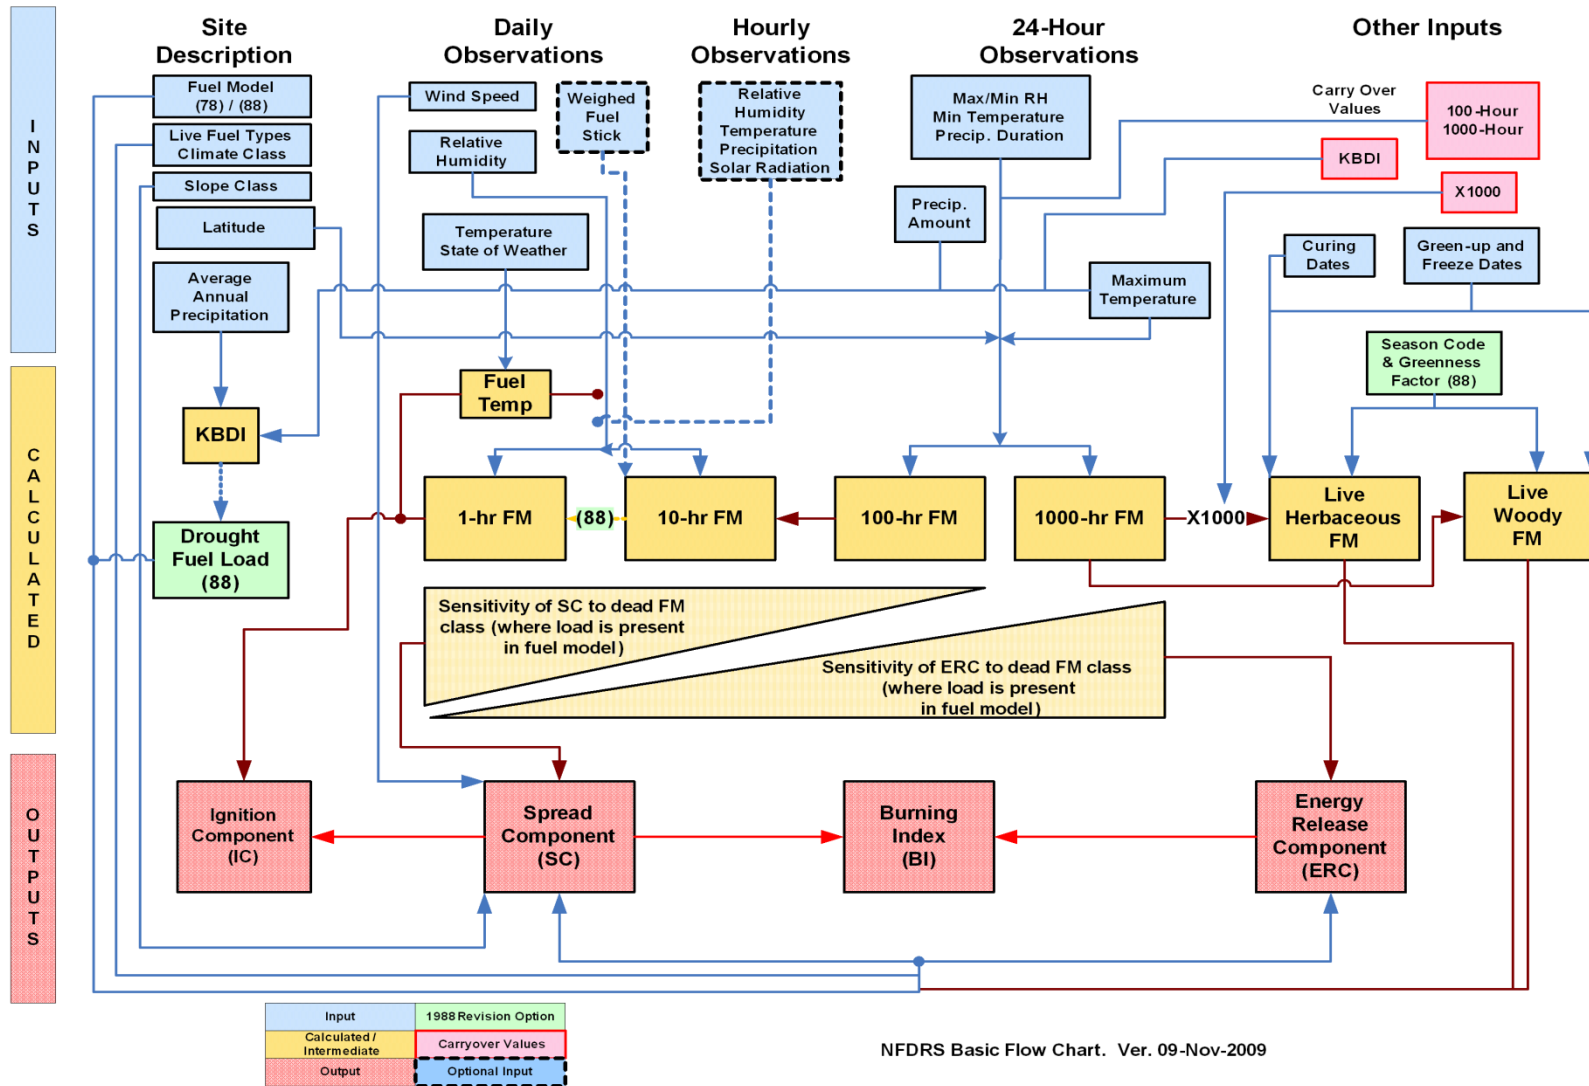 Site
Description
Daily
Observations
Hourly
Observations
24-Hour
Observations
Other Inputs
I
N
P
U
T
S
Fuel Model
(78) / (88)
Live Fuel Types
Climate Class
Slope Class
Latitude
Average
Annual
Precipitation
Wind Speed
Relative
Humidity
Temperature
State of Weather
Weighed
Fuel
Stick
Relative
Humidity
Temperature
Precipitation
Solar Radiation
Max/Min RH
Min Temperature
Precip. Duration
Precip.
Amount
Maximum
Temperature
Carry Over
Values
100-Hour
1000-Hour
KBDI
X1000
Curing
Dates
Green-up and
Freeze Dates
Season Code
& Greenness
Factor (88)
C
A
L
C
U
L
A
T
E
D
KBDI
Drought
Fuel Load
(88)
Fuel
Temp
1-hr FM
(88)
10-hr FM
100-hr FM
1000-hr FM
X1000
Live
Herbaceous
FM
Live
Woody
FM
Sensitivity of SC to dead FM
class (where load is present
in fuel model)
Sensitivity of ERC to dead FM class
(where load is present
in fuel model)
O
U
T
P
U
T
S
Ignition
Component
(IC)
Spread
Component
(SC)
Burning
Index
(BI)
Energy
Release
Component
(ERC)
Input
1988 Revision Option
Calculated /
Intermediate
Carryover Values
Output
Optional Input
NFDRS Basic Flow Chart. Ver. 09-Nov-2009